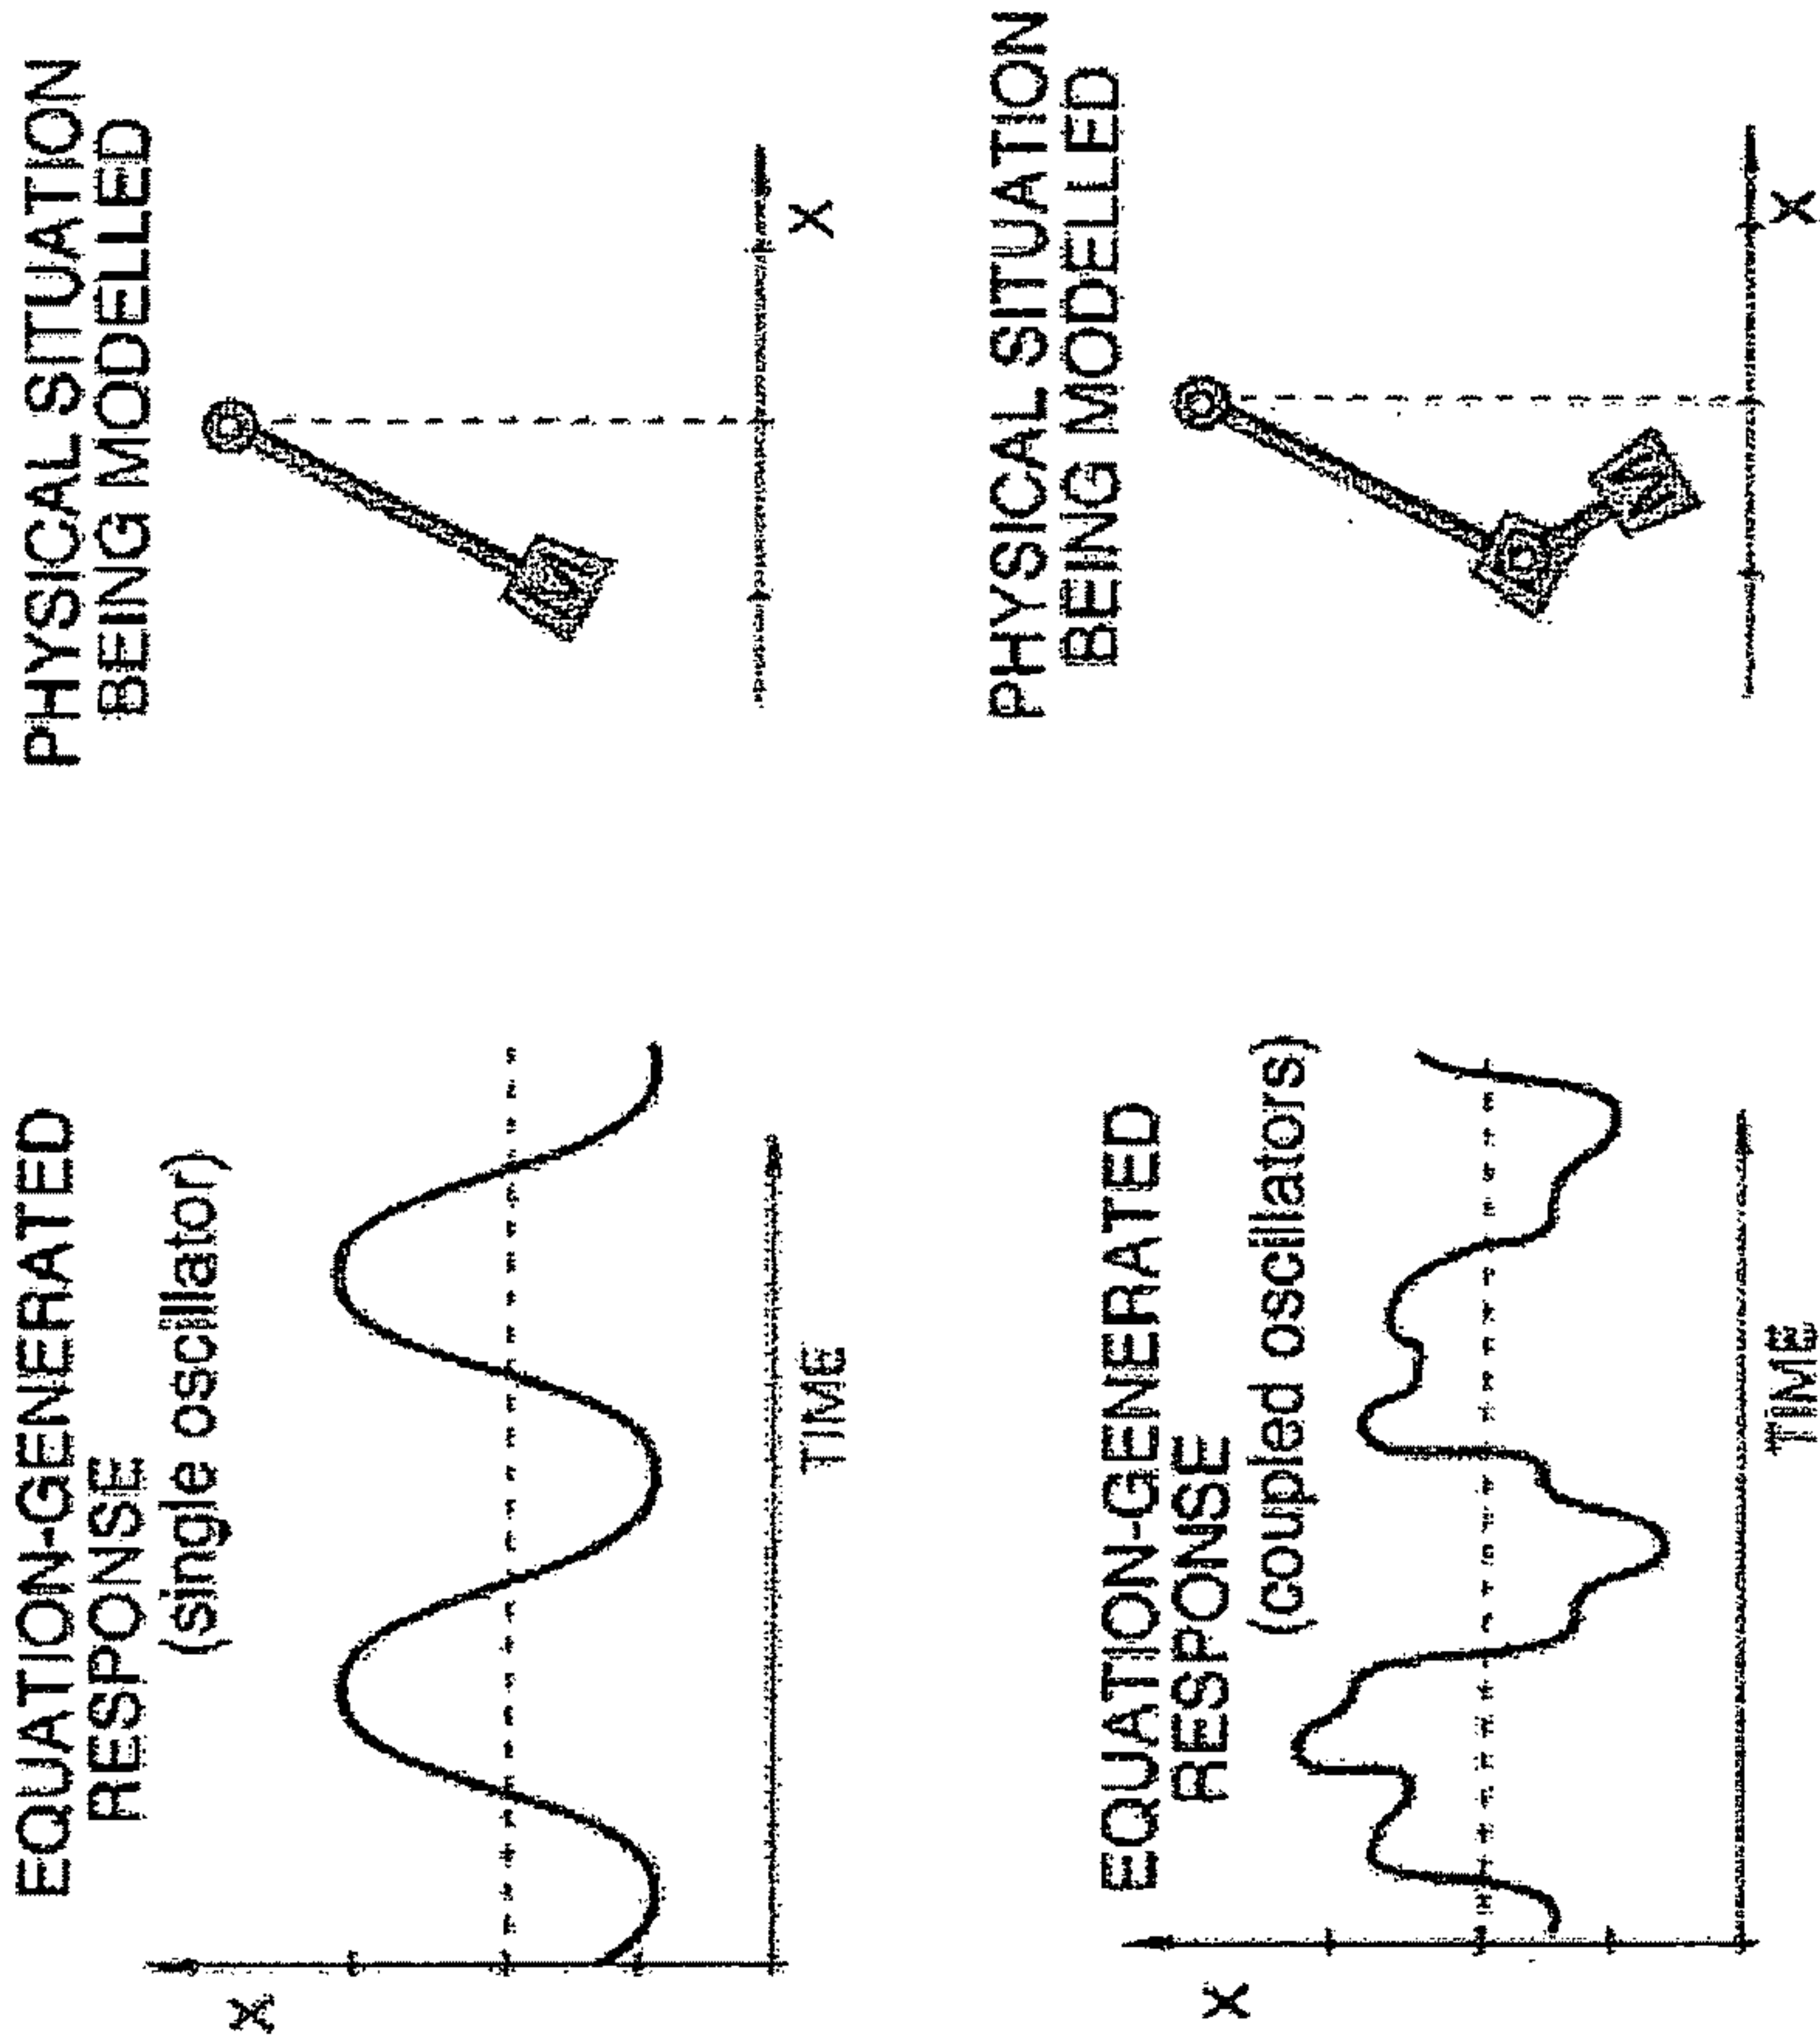 EQUATION-GENERATED
RESPONSE
(single oscillator)
X
TIME
PHYSICAL SITUATION
BEING MODELLED
X
EQUATION-GENERATED
RESPONSE
(coupled oscillators)
X
TIME
PHYSICAL SITUATION
BEING MODELLED
M
X